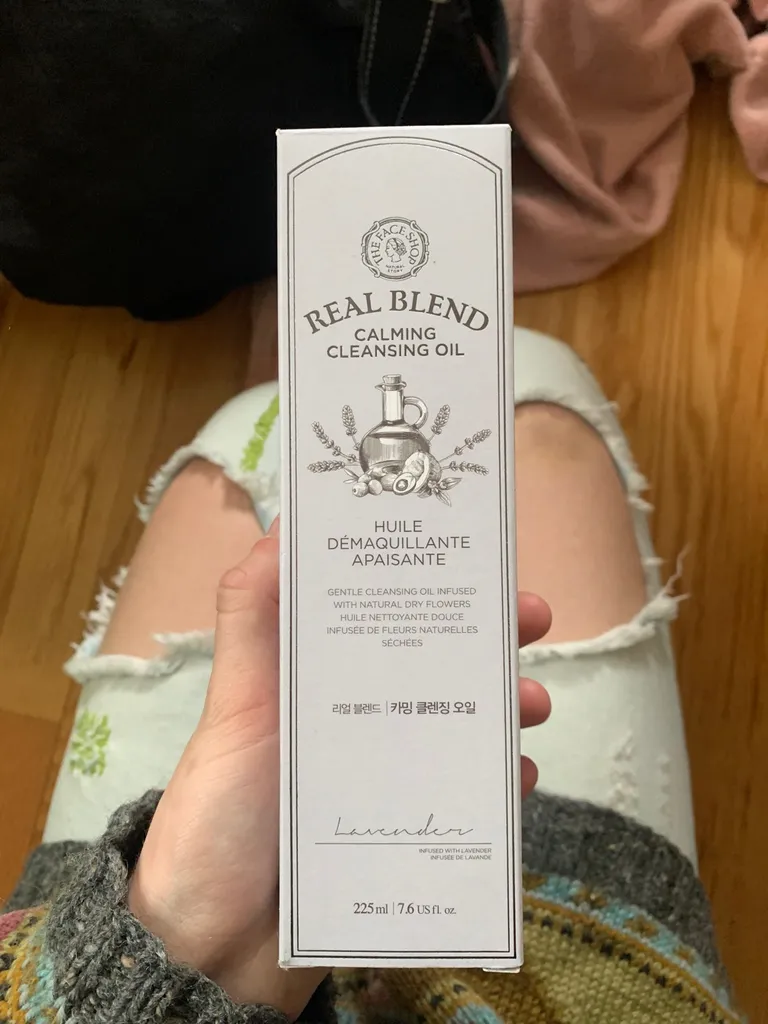 THE FACE SHOP
NATURAL
STORY
REAL BLEND
CALMING
CLEANSING OIL
HUILE
DÉMAQUILLANTE
APAISANTE
GENTLE CLEANSING OIL INFUSED
WITH NATURAL DRY FLOWERS
HUILE NETTOYANTE DOUCE
INFUSÉE DE FLEURS NATURELLES
SÉCHÉES
리얼 블렌드 | 카밍 클렌징 오일
Lavender
INFUSED WITH LAVENDER
INFUSÉE DE LAVANDE
225 ml | 7.6 US fl. oz.